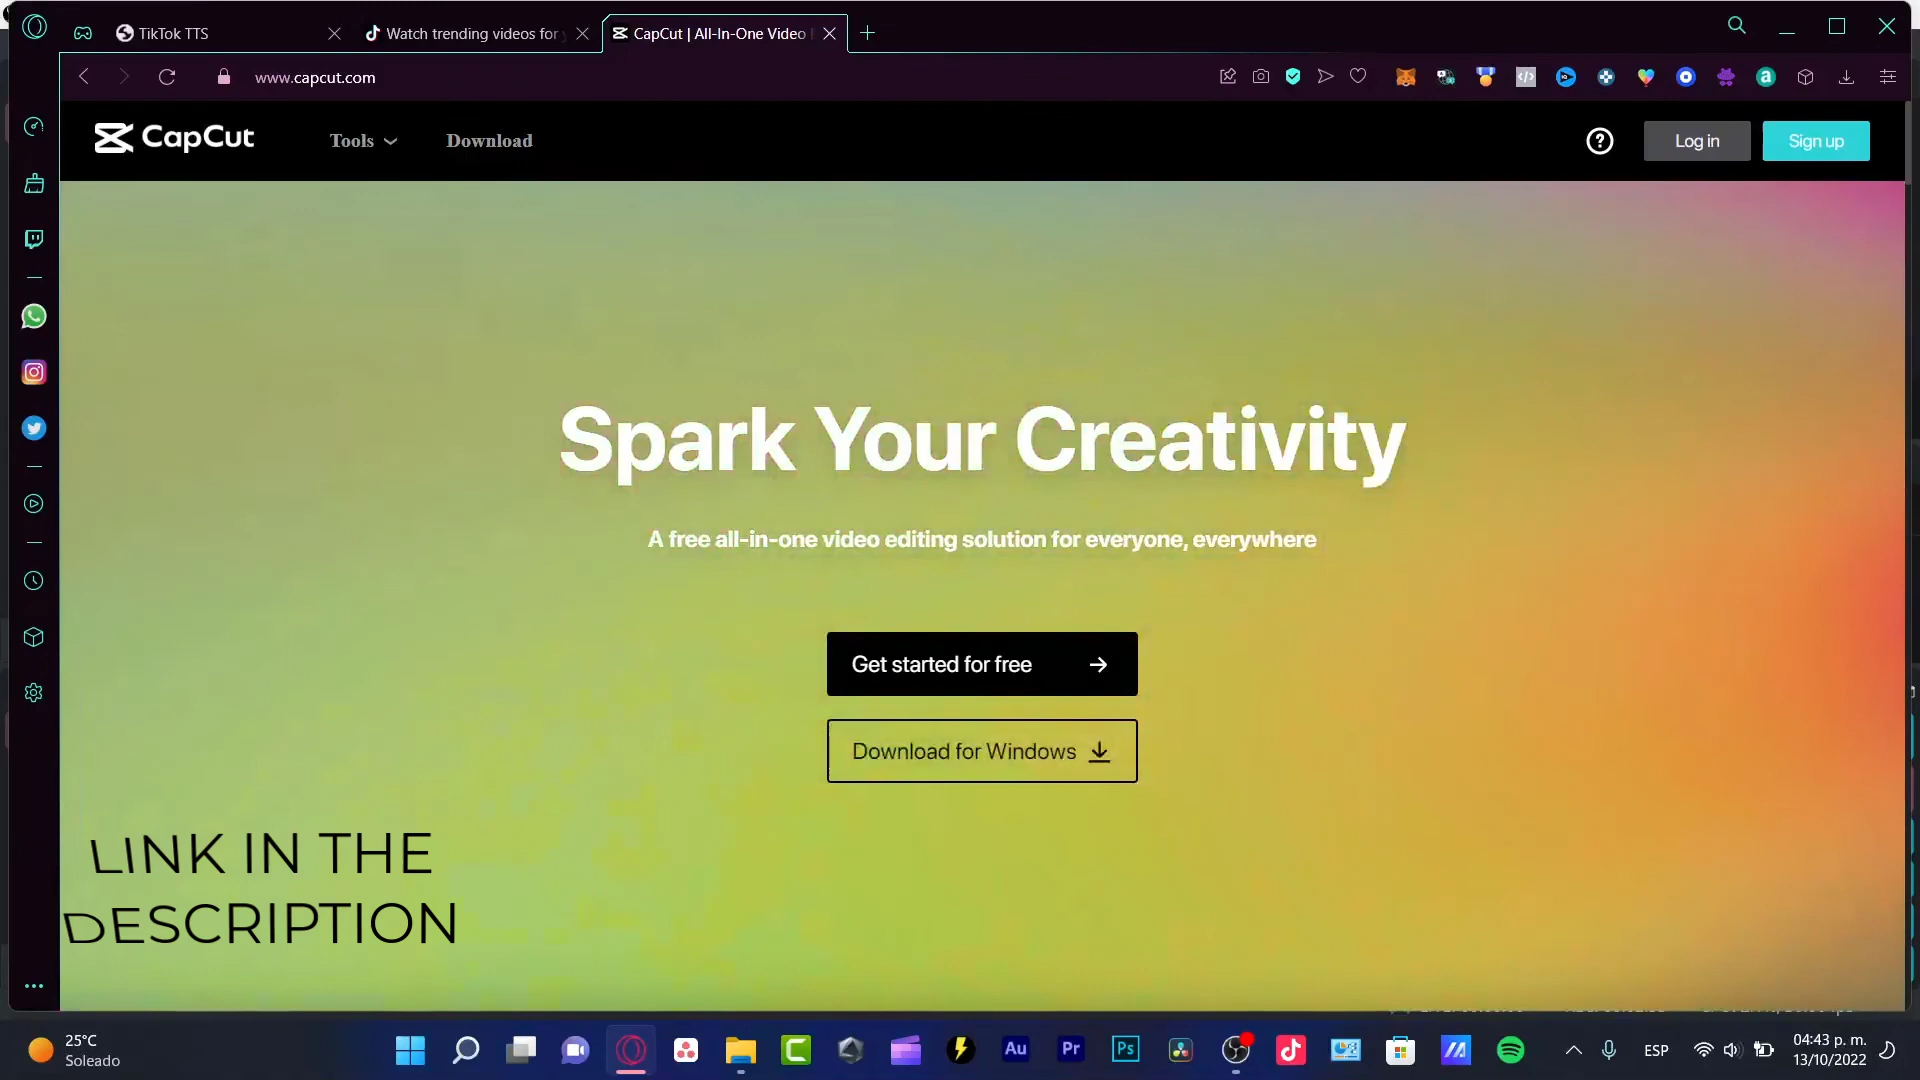 TikTok TTS
Watch trending videos for y
CapCut | All-In-One Video
www.capcut.com
CapCut
Tools
Download
Log in
Sign up
Spark Your Creativity
A free all-in-one video editing solution for everyone, everywhere
Get started for free
Download for Windows
LINK IN THE
DESCRIPTION
25°C
Soleado
Au
Pr
Ps
ESP
04:43 p. m.
13/10/2022